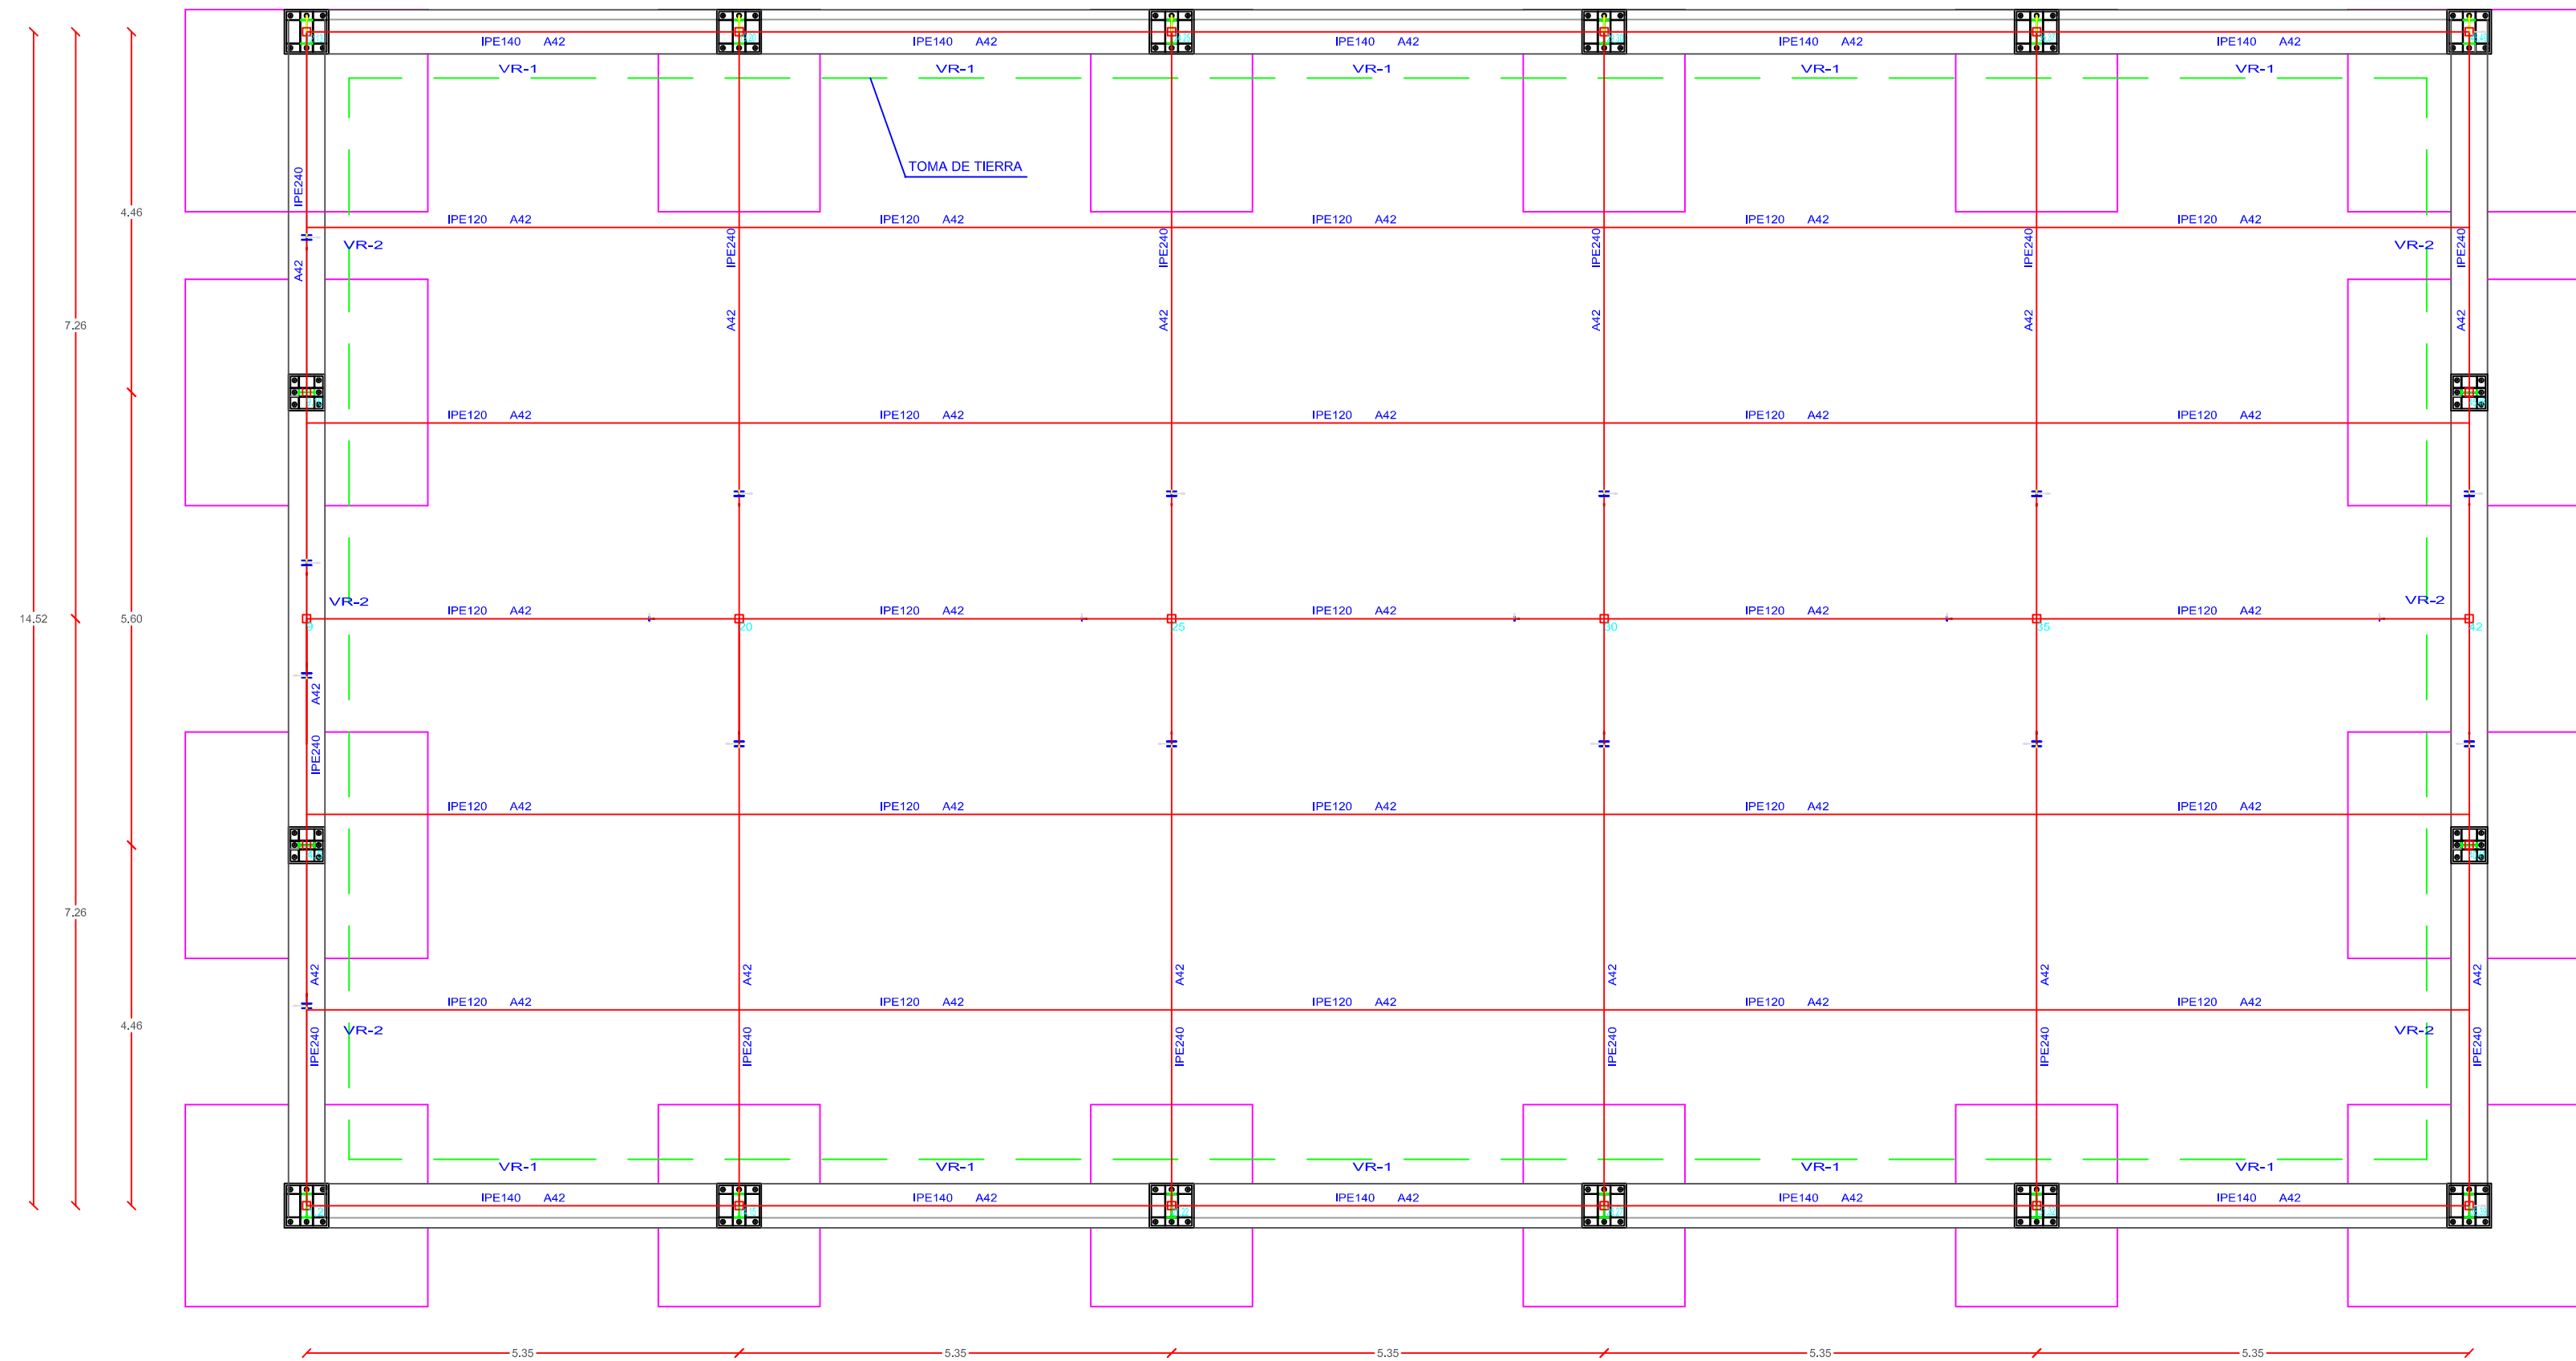 IPE140 A42 IPE140 A42 IPE140 A42 IPE140 A42 IPE140 A42
VR-1 VR-1 VR-1 VR-1 VR-1
TOMA DE TIERRA
IPE240
4.46
IPE120 A42 IPE120 A42 IPE120 A42 IPE120 A42 IPE120 A42
VR-2 VR-2
IPE240 IPE240 IPE240 IPE240 IPE240
A42
7.26
A42 A42 A42 A42 A42
IPE120 A42 IPE120 A42 IPE120 A42 IPE120 A42 IPE120 A42
VR-2 VR-2
IPE120 A42 IPE120 A42 IPE120 A42 IPE120 A42 IPE120 A42
14.52 5.60
9 20 25 30 36 42
A42
IPE240
IPE120 A42 IPE120 A42 IPE120 A42 IPE120 A42 IPE120 A42
7.26
A42 A42 A42 A42 A42 A42
IPE120 A42 IPE120 A42 IPE120 A42 IPE120 A42 IPE120 A42
4.46
VR-2 VR-2
IPE240 IPE240 IPE240 IPE240 IPE240 IPE240
VR-1 VR-1 VR-1 VR-1 VR-1
IPE140 A42 IPE140 A42 IPE140 A42 IPE140 A42 IPE140 A42
5.35 5.35 5.35 5.35 5.35